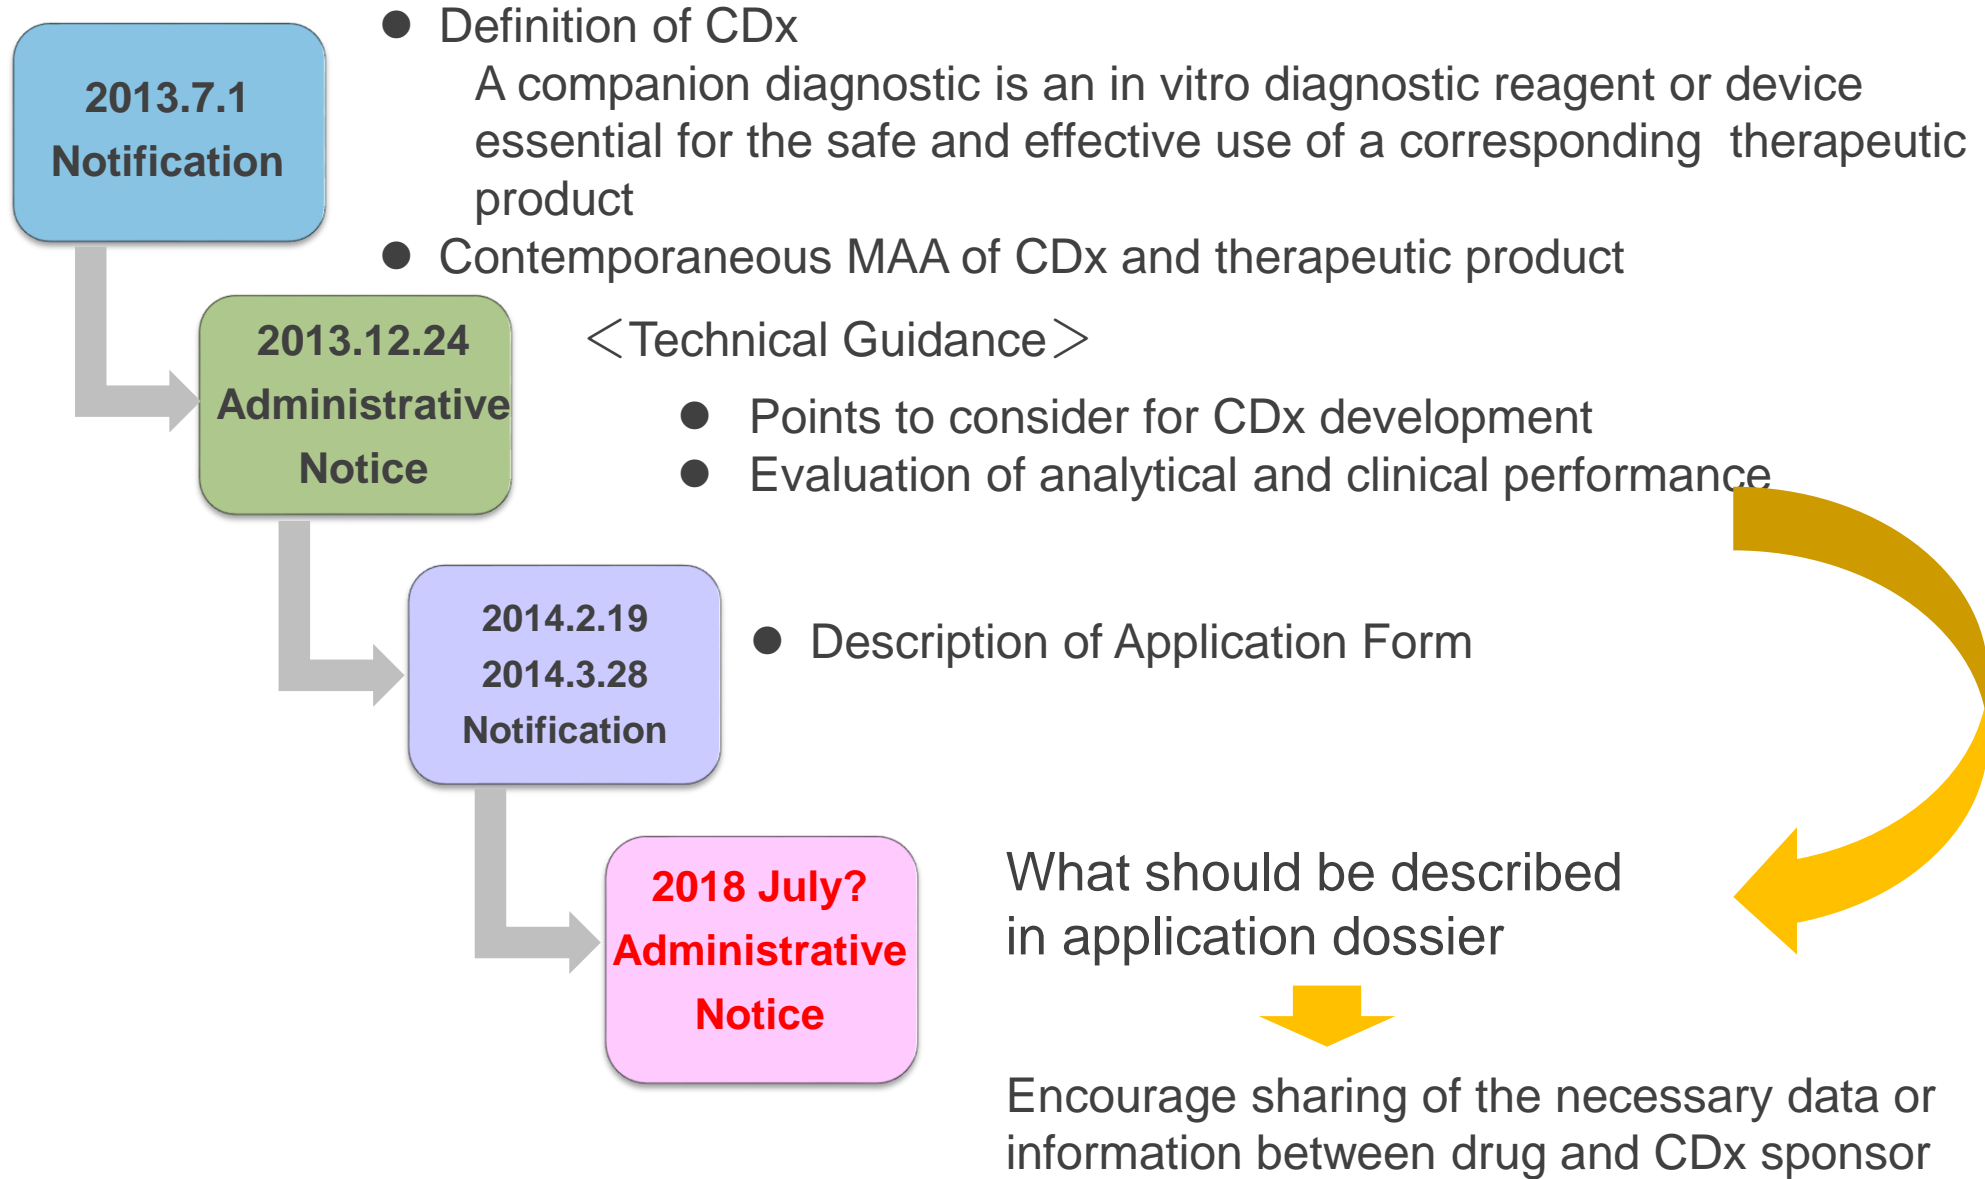 2013.7.1
Notification
● Definition of CDx
A companion diagnostic is an in vitro diagnostic reagent or device
essential for the safe and effective use of a corresponding therapeutic
product
● Contemporaneous MAA of CDx and therapeutic product
2013.12.24
Administrative
Notice
＜Technical Guidance＞
● Points to consider for CDx development
● Evaluation of analytical and clinical performance
2014.2.19
2014.3.28
Notification
● Description of Application Form
2018 July?
Administrative
Notice
What should be described
in application dossier
Encourage sharing of the necessary data or
information between drug and CDx sponsor